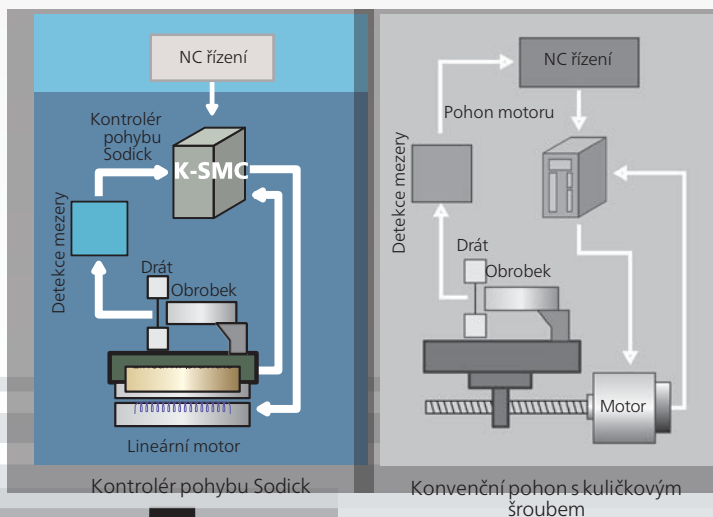 NC řízení
Kontrolér
pohybu
Sodick
K-SMC
Detekce mezery
Drát
Obrobek
Lineární motor
Kontrolér pohybu Sodick
NC řízení
Pohon motoru
Detekce mezery
Drát
Obrobek
Motor
Konvenční pohon s kuličkovým
šroubem